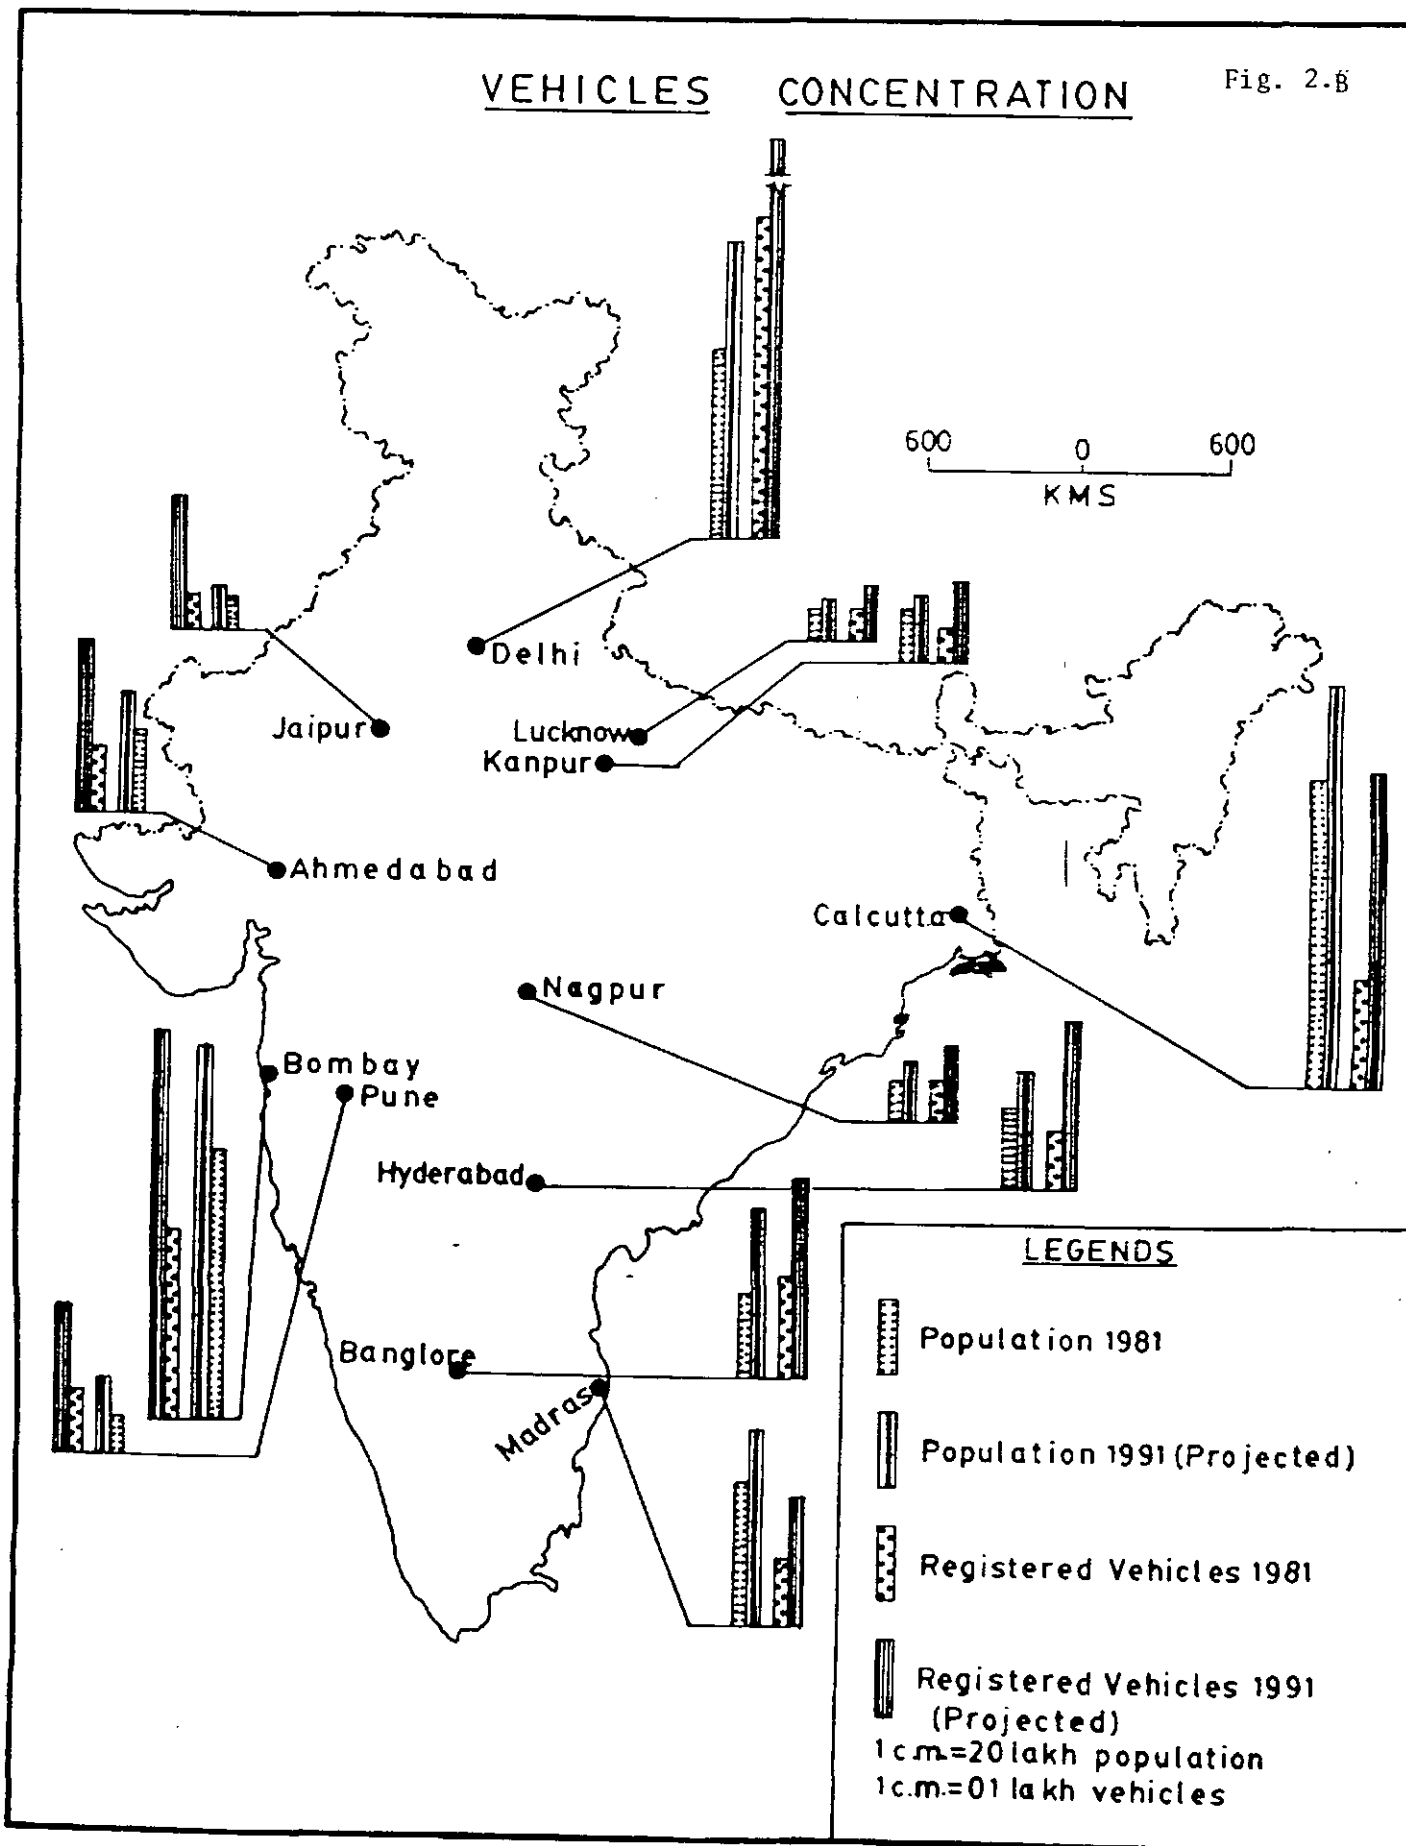 Fig. 2.8
VEHICLES CONCENTRATION
600 0 600
KMS
Delhi
Jaipur
Lucknow
Kanpur
Ahmedabad
Calcutta
Nagpur
Bombay
Pune
Hyderabad
Banglore
Madras
LEGENDS
Population 1981
Population 1991 (Projected)
Registered Vehicles 1981
Registered Vehicles 1991
(Projected)
1 c.m.=20 lakh population
1 c.m.=01 lakh vehicles